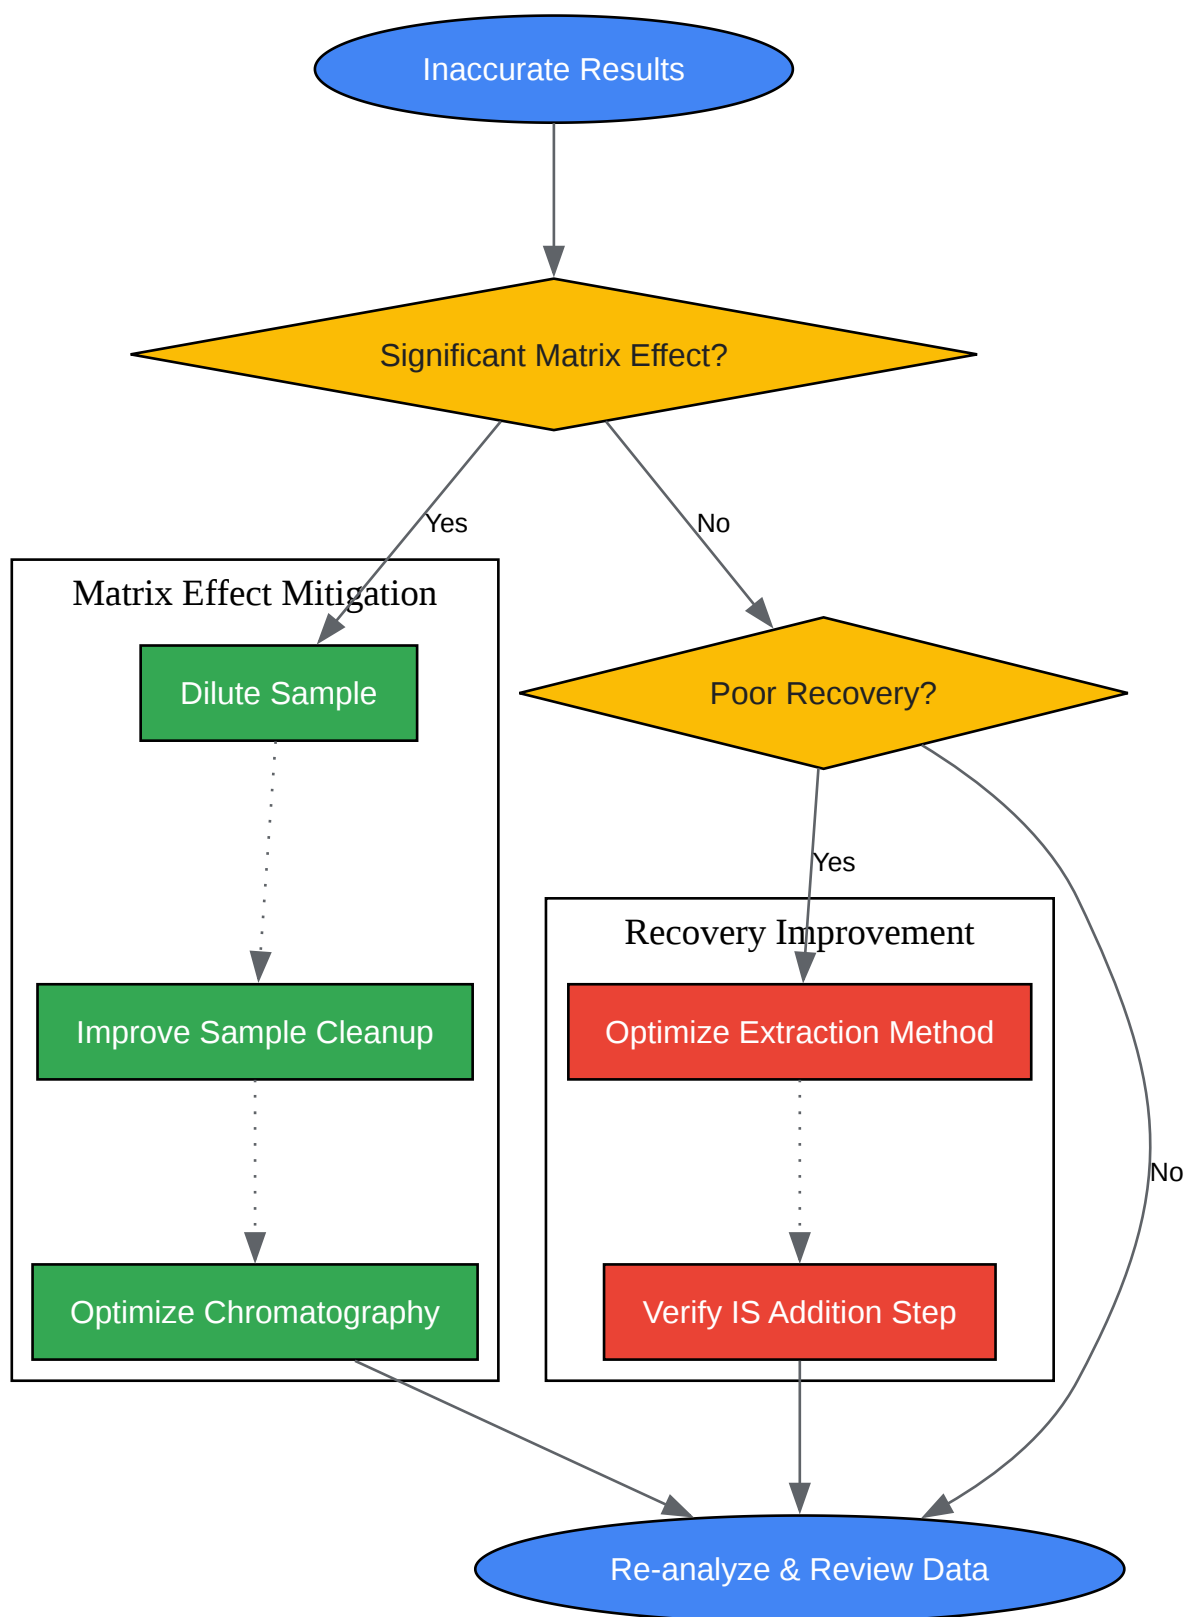 Inaccurate Results
Significant Matrix Effect?
Yes
No
Matrix Effect Mitigation
Dilute Sample
Poor Recovery?
Yes
Recovery Improvement
Improve Sample Cleanup
Optimize Extraction Method
No
Optimize Chromatography
Verify IS Addition Step
Re-analyze & Review Data